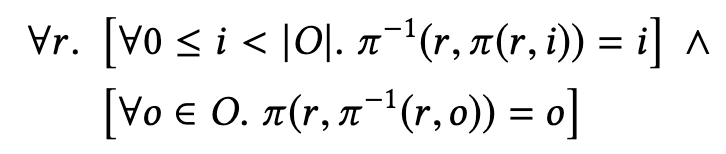 ∀r. [∀0 ≤ i < |O|. π⁻¹(r, π(r, i)) = i] ∧
[∀o ∈ O. π(r, π⁻¹(r, o)) = o]